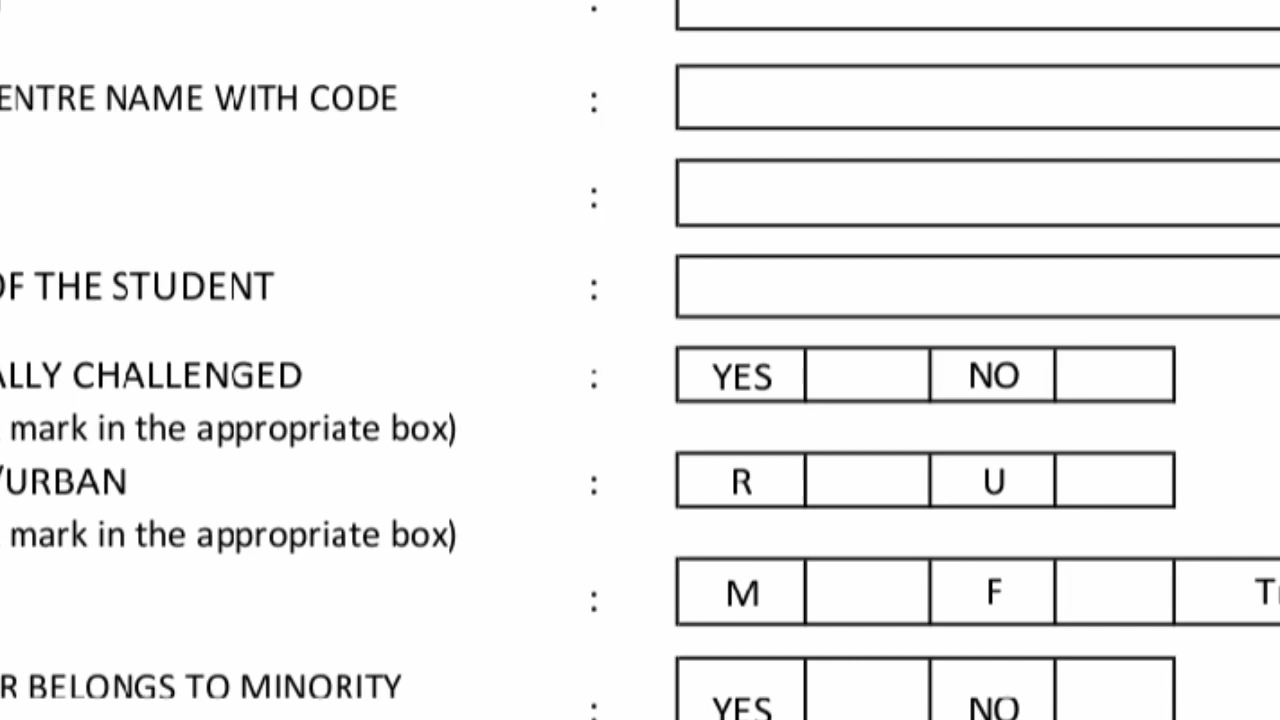 ENTRE NAME WITH CODE :
:
OF THE STUDENT :
ALLY CHALLENGED : YES NO
mark in the appropriate box)
/URBAN : R U
mark in the appropriate box)
: M F
R BELONGS TO MINORITY
: YES NO